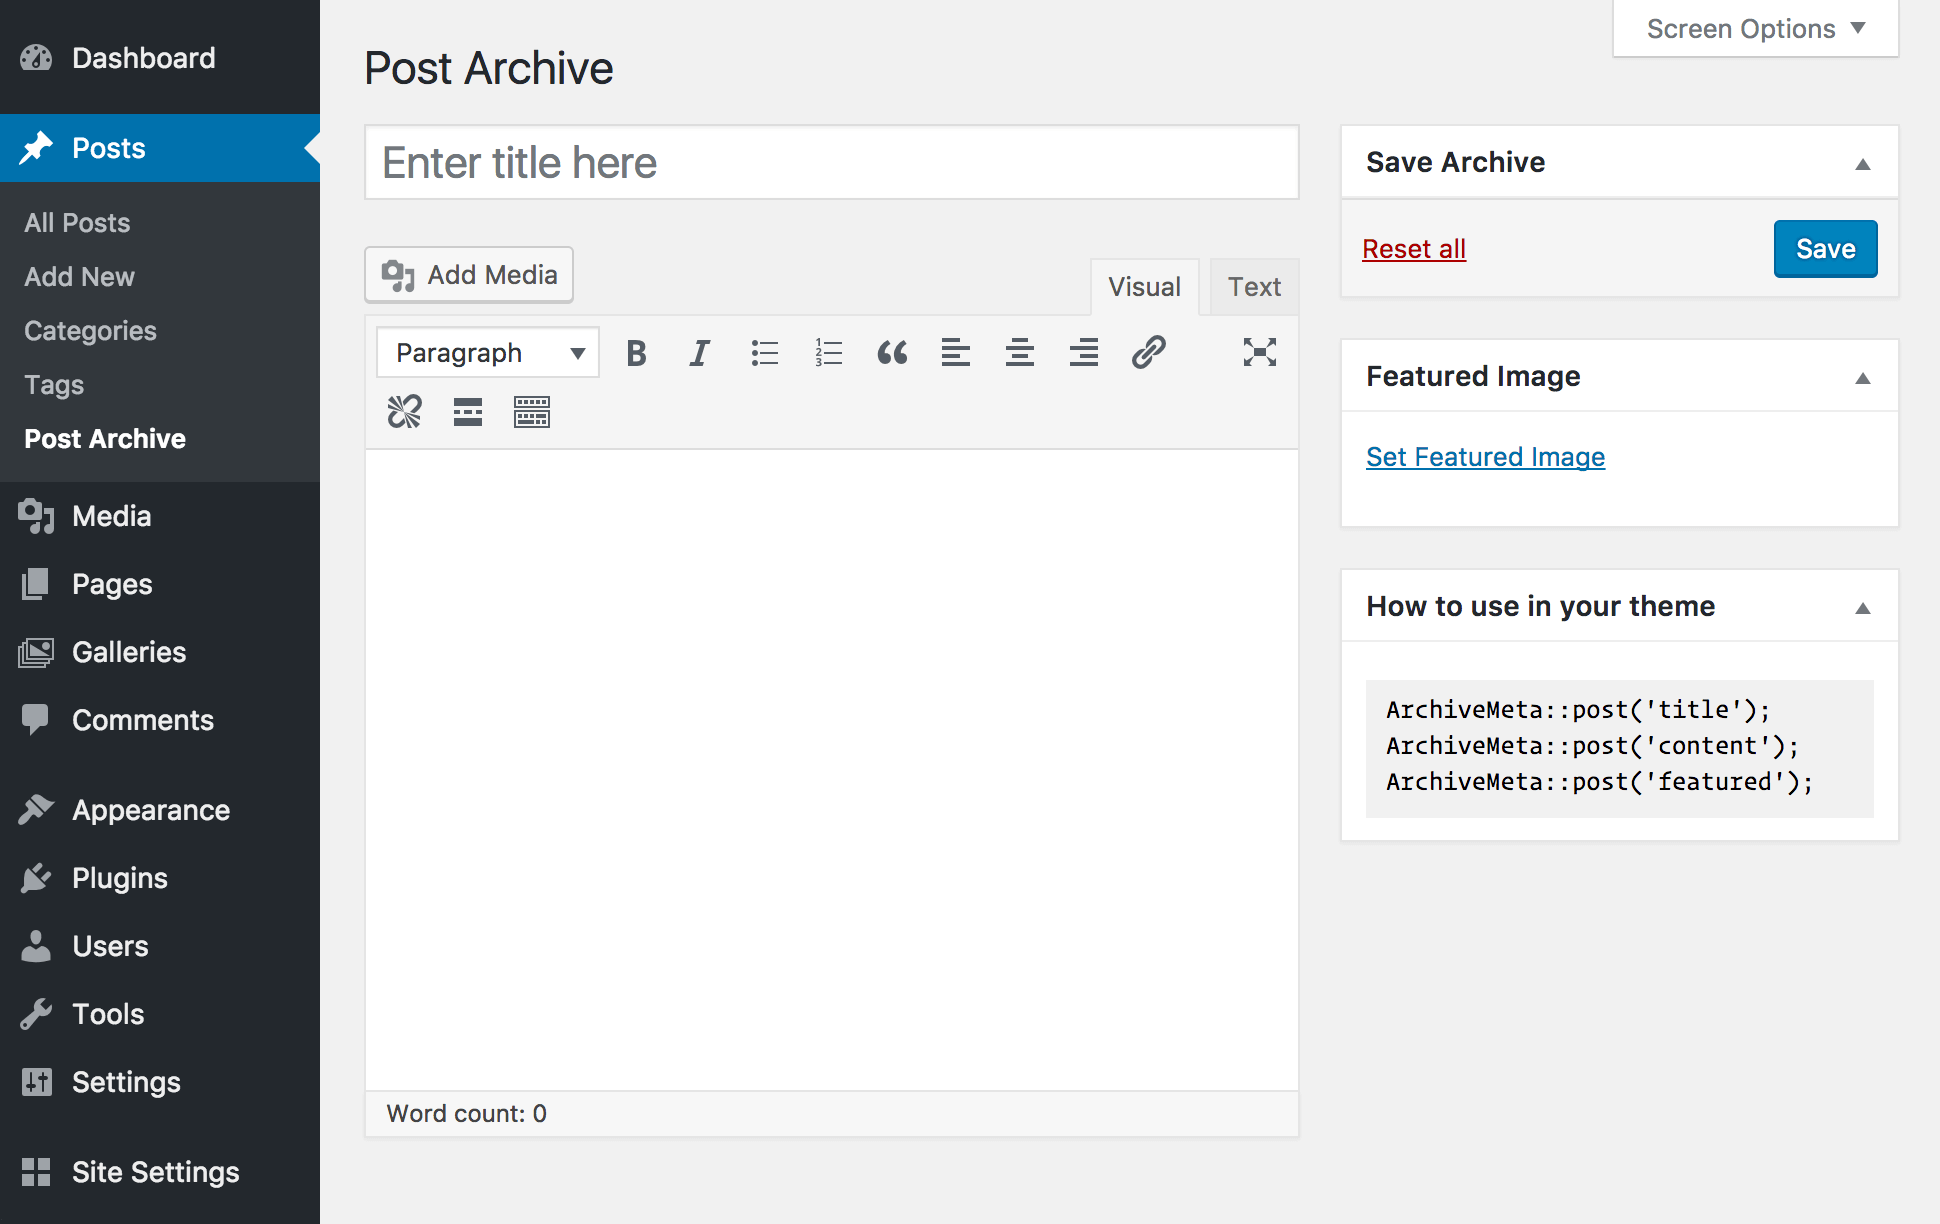 Dashboard
Posts
All Posts
Add New
Categories
Tags
Post Archive
Media
Pages
Galleries
Comments
Appearance
Plugins
Users
Tools
Settings
Site Settings
Screen Options
Post Archive
Enter title here
Add Media
Visual
Text
Paragraph
B
I
1
2
3
Word count: 0
Save Archive
Reset all
Save
Featured Image
Set Featured Image
How to use in your theme
ArchiveMeta::post('title');
ArchiveMeta::post('content');
ArchiveMeta::post('featured');